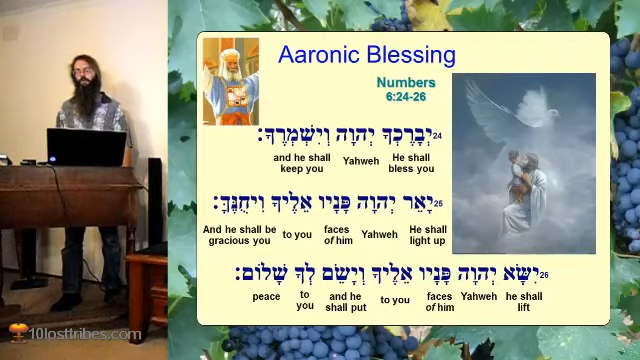 Aaronic Blessing
Numbers
6:24-26
24 יְבָרֶכְךָ יְהוָה וְיִשְׁמְרֶךָ׃
and he shall Yahweh He shall
keep you bless you
25 יָאֵר יְהוָה פָּנָיו אֵלֶיךָ וִיחֻנֶּךָּ׃
And he shall be to you faces Yahweh He shall
gracious you of him light up
26 יִשָּׂא יְהוָה פָּנָיו אֵלֶיךָ וְיָשֵׂם לְךָ שָׁלוֹם׃
peace to and he to you faces Yahweh he shall
you shall put of him lift
10losttribes.com